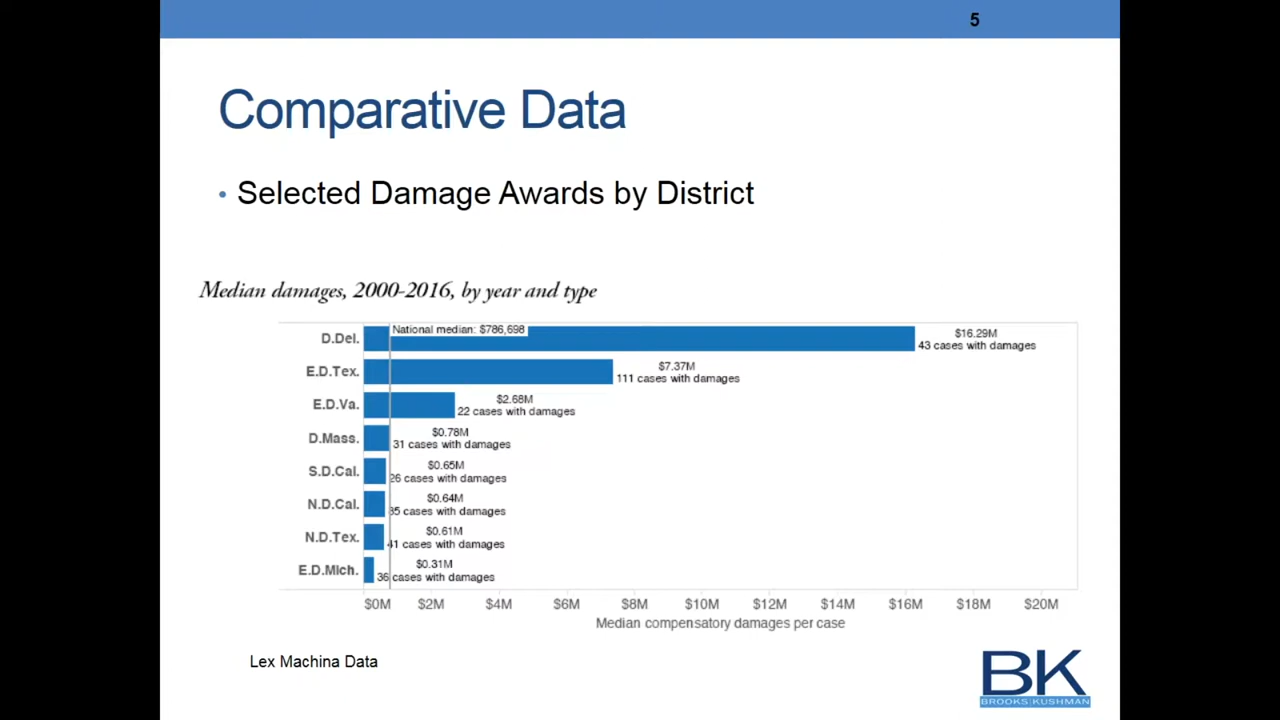 5
Comparative Data
• Selected Damage Awards by District
Median damages, 2000-2016, by year and type
D.Del.
National median: $786,698
$16.29M
43 cases with damages
E.D.Tex.
$7.37M
111 cases with damages
E.D.Va.
$2.68M
22 cases with damages
D.Mass.
$0.78M
31 cases with damages
S.D.Cal.
$0.65M
26 cases with damages
N.D.Cal.
$0.64M
cases with damages
N.D.Tex.
$0.61M
41 cases with damages
E.D.Mich.
$0.31M
36 cases with damages
$0M $2M $4M $6M $8M $10M $12M $14M $16M $18M $20M
Median compensatory damages per case
Lex Machina Data
BK
BROOKS KUSHMAN